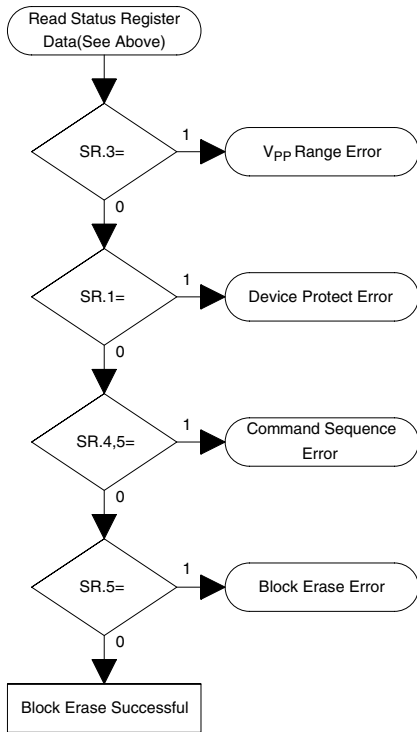 Read Status Register
Data(See Above)
SR.3=
1
VPP Range Error
0
SR.1=
1
Device Protect Error
0
SR.4,5=
1
Command Sequence
Error
0
SR.5=
1
Block Erase Error
0
Block Erase Successful